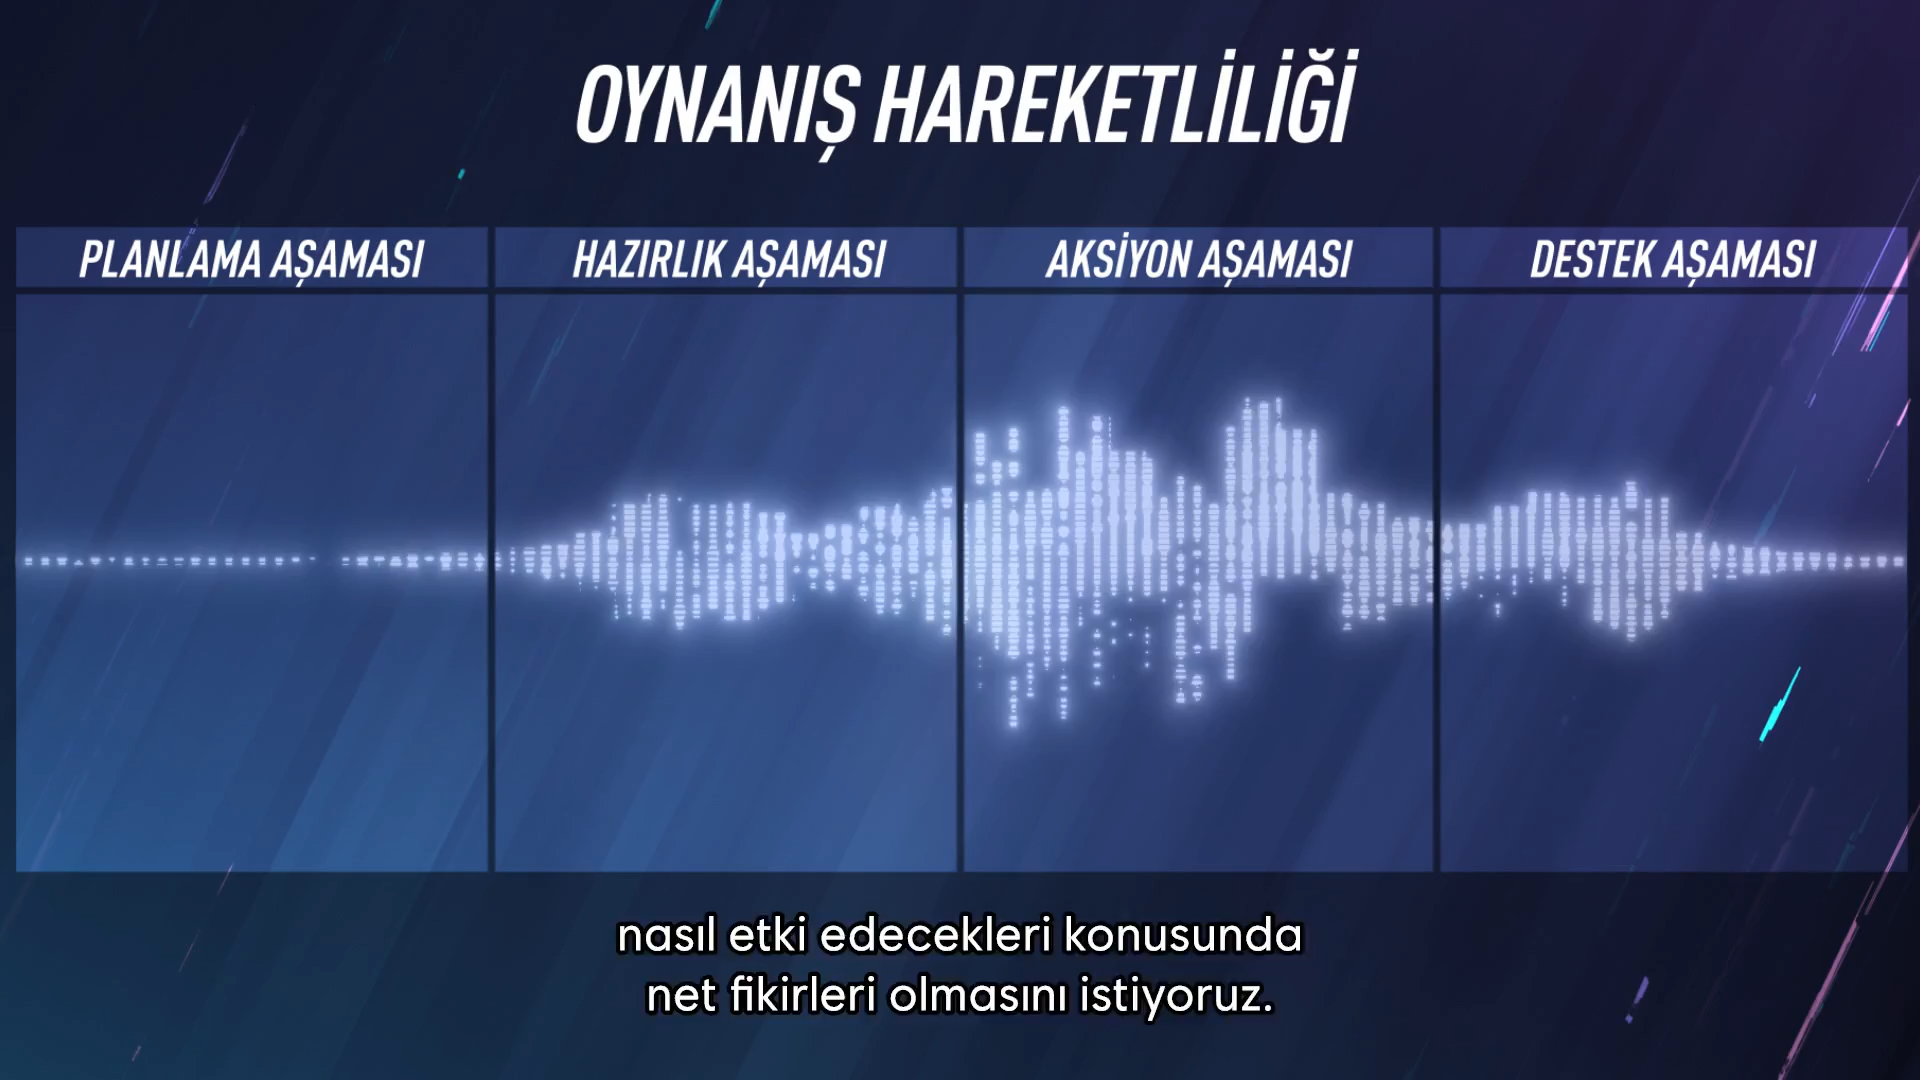 OYNANIŞ HAREKETLİLİĞİ
PLANLAMA AŞAMASI
HAZIRLIK AŞAMASI
AKSİYON AŞAMASI
DESTEK AŞAMASI
nasıl etki edecekleri konusunda
net fikirleri olmasını istiyoruz.